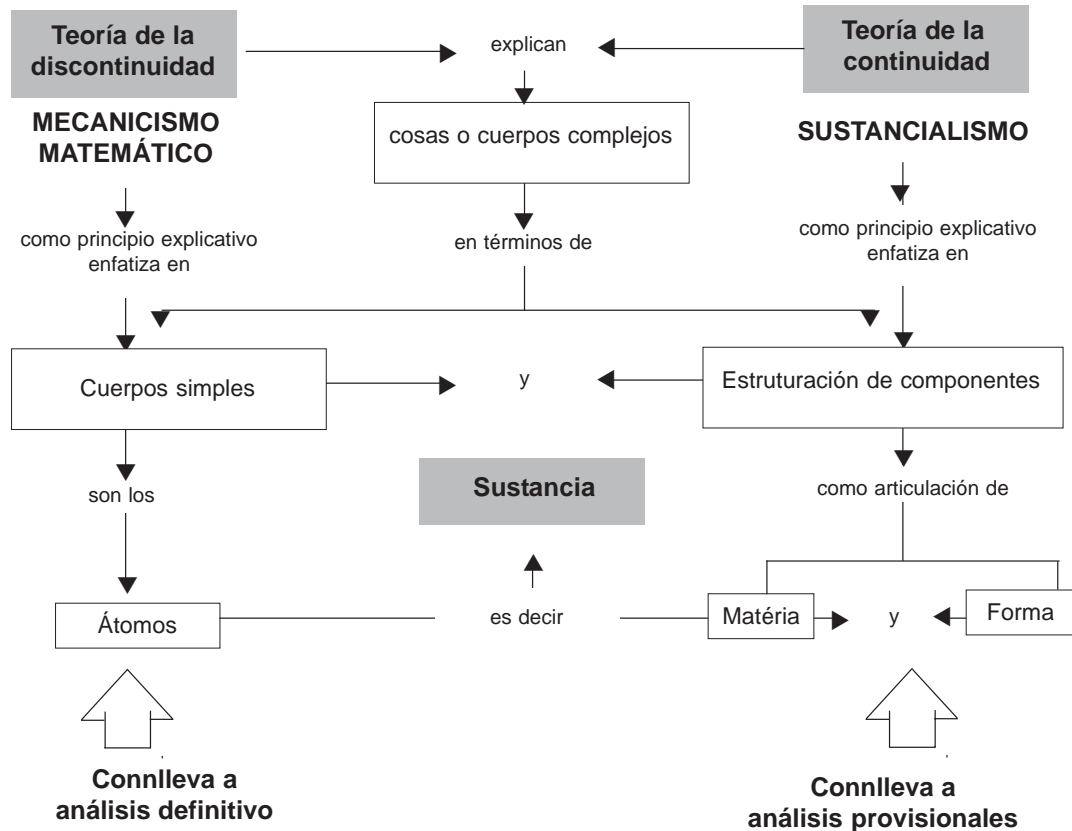 Teoría de la
discontinuidad
explican
Teoría de la
continuidad
MECANICISMO
MATEMÁTICO
cosas o cuerpos complejos
SUSTANCIALISMO
como principio explicativo
enfatiza en
en términos de
como principio explicativo
enfatiza en
Cuerpos simples
y
Estruturación de componentes
son los
Sustancia
como articulación de
Átomos
es decir
Matéria
y
Forma
Connlleva a
análisis definitivo
Connlleva a
análisis provisionales